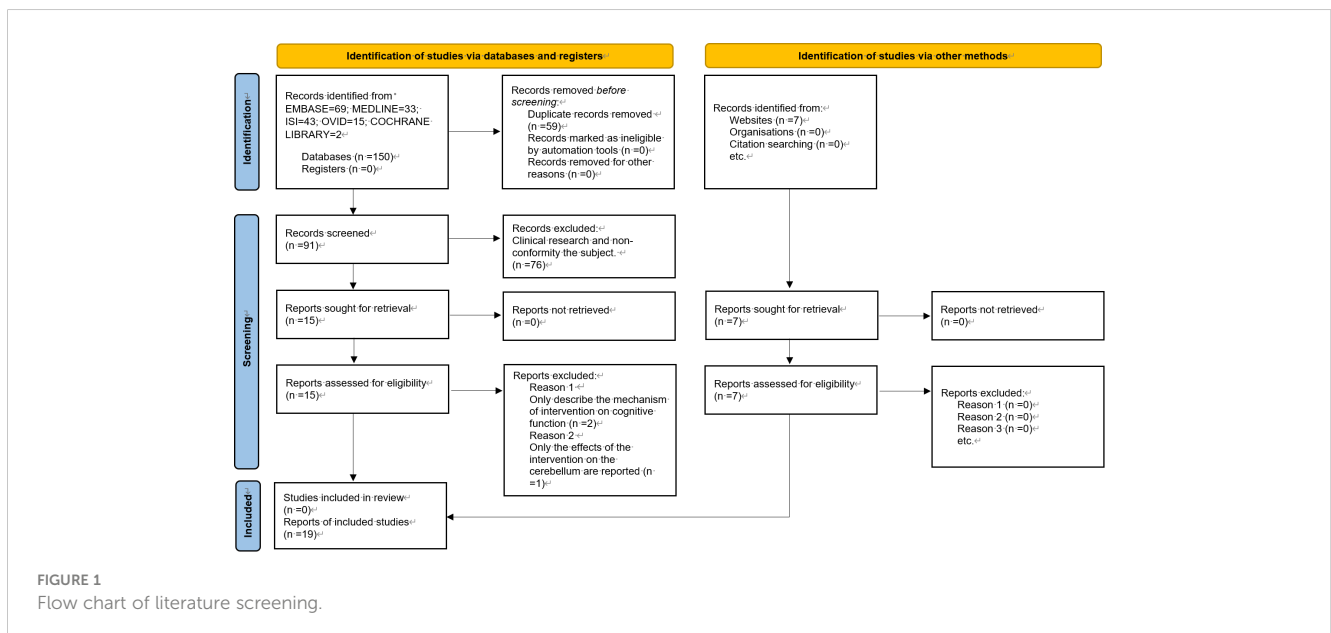 Identification of studies via databases and registers
Identification of studies via other methods
Identification
Records identified from*
EMBASE=69; MEDLINE=33;
ISI=43; OVID=15; COCHRANE
LIBRARY=2
Databases (n =150)
Registers (n =0)
Records removed before
screening:
Duplicate records removed
(n =59)
Records marked as ineligible
by automation tools (n =0)
Records removed for other
reasons (n =0)
Records identified from:
Websites (n =7)
Organisations (n =0)
Citation searching (n =0)
etc.
Screening
Records screened
(n =91)
Records excluded:
Clinical research and non-
conformity the subject.
(n =76)
Reports sought for retrieval
(n =15)
Reports not retrieved
(n =0)
Reports sought for retrieval
(n =7)
Reports not retrieved
(n =0)
Reports assessed for eligibility
(n =15)
Reports excluded:
Reason 1
Only describe the mechanism
of intervention on cognitive
function (n =2)
Reason 2
Only the effects of the
intervention on the
cerebellum are reported (n
=1)
Reports assessed for eligibility
(n =7)
Reports excluded:
Reason 1 (n =0)
Reason 2 (n =0)
Reason 3 (n =0)
etc.
Included
Studies included in review
(n =0)
Reports of included studies
(n =19)
FIGURE 1
Flow chart of literature screening.